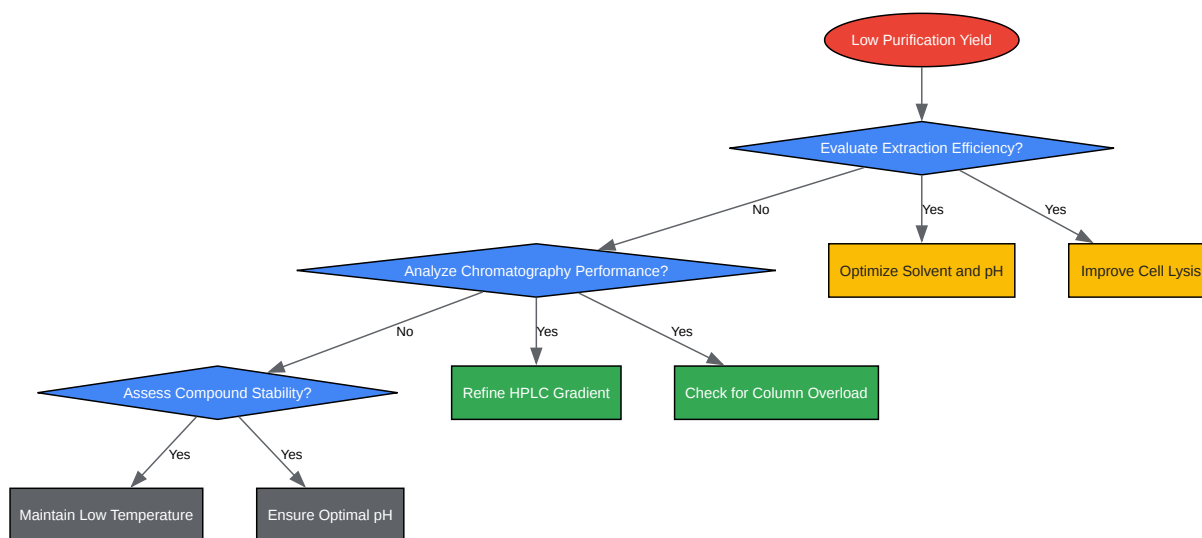 Low Purification Yield
Evaluate Extraction Efficiency?
No
Yes
Yes
Optimize Solvent and pH
Improve Cell Lysis
Analyze Chromatography Performance?
No
Yes
Yes
Refine HPLC Gradient
Check for Column Overload
Assess Compound Stability?
Yes
Yes
Maintain Low Temperature
Ensure Optimal pH